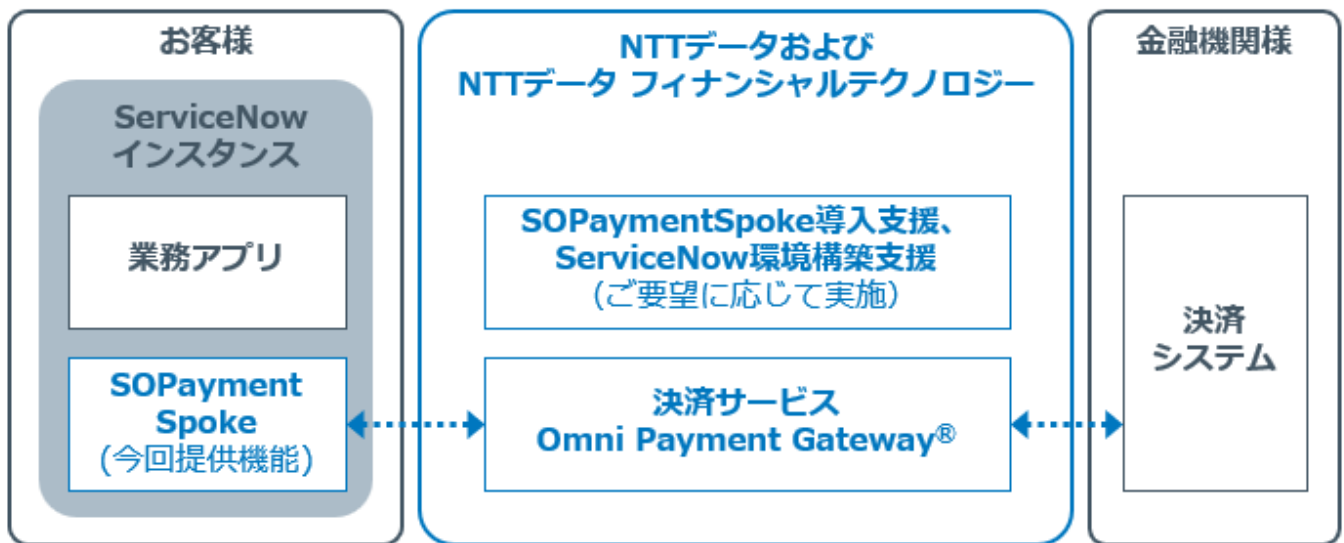 お客様
ServiceNow
インスタンス
業務アプリ
SOPayment
Spoke
(今回提供機能)
NTTデータおよび
NTTデータ フィナンシャルテクノロジー
SOPaymentSpoke導入支援、
ServiceNow環境構築支援
(ご要望に応じて実施)
決済サービス
Omni Payment Gateway®
金融機関様
決済
システム